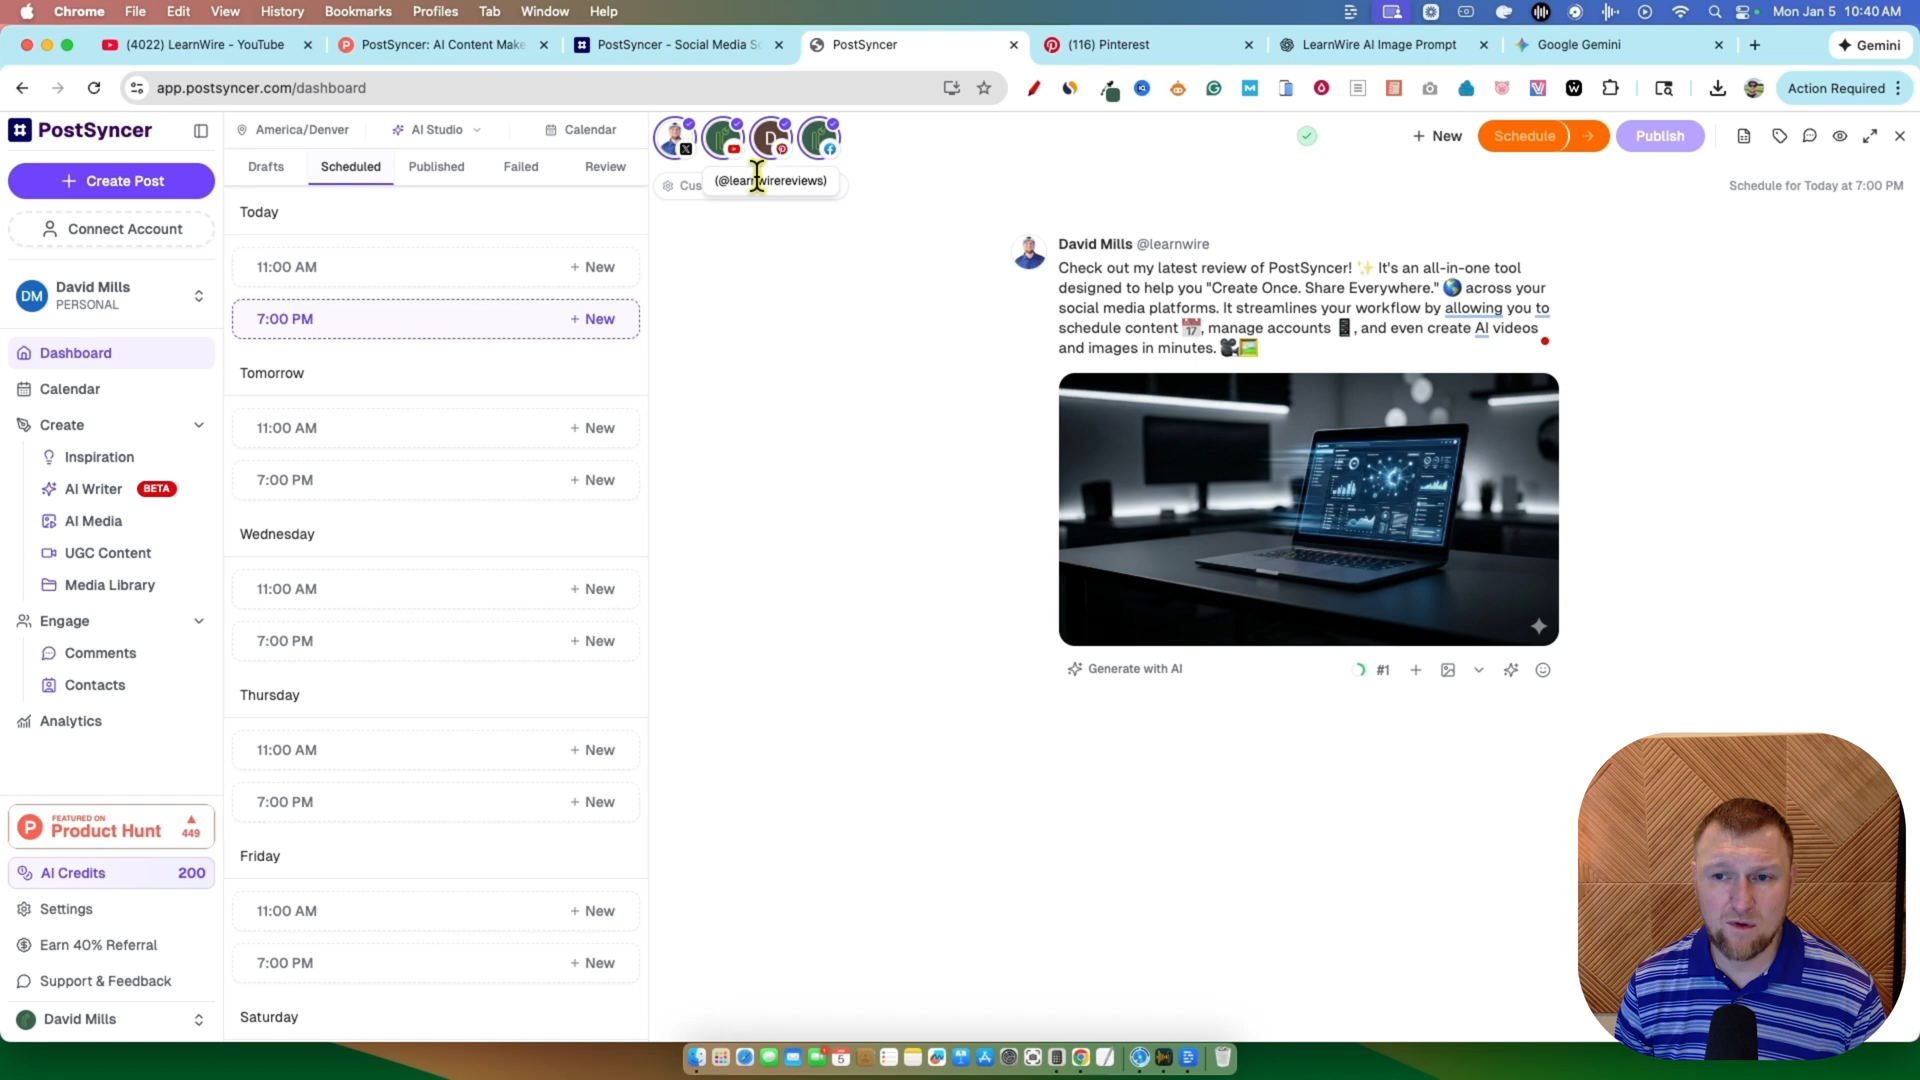 Chrome File Edit View History Bookmarks Profiles Tab Window Help
Mon Jan 5 10:40 AM
(4022) LearnWire - YouTube
PostSyncer: AI Content Make
PostSyncer - Social Media Sc
PostSyncer
(116) Pinterest
LearnWire AI Image Prompt
Google Gemini
Gemini
app.postsyncer.com/dashboard
Action Required
PostSyncer
America/Denver
AI Studio
Calendar
+ New
Schedule
Publish
Create Post
Drafts
Scheduled
Published
Failed
Review
Cus
(@learnwirereviews)
Schedule for Today at 7:00 PM
Connect Account
DM
David Mills
PERSONAL
Dashboard
Calendar
Create
Inspiration
AI Writer BETA
AI Media
UGC Content
Media Library
Engage
Comments
Contacts
Analytics
FEATURED ON
Product Hunt
449
AI Credits 200
Settings
Earn 40% Referral
Support & Feedback
David Mills
Today
11:00 AM + New
7:00 PM + New
Tomorrow
11:00 AM + New
7:00 PM + New
Wednesday
11:00 AM + New
7:00 PM + New
Thursday
11:00 AM + New
7:00 PM + New
Friday
11:00 AM + New
7:00 PM + New
Saturday
David Mills @learnwire
Check out my latest review of PostSyncer! ✨ It's an all-in-one tool
designed to help you "Create Once. Share Everywhere." 🌎 across your
social media platforms. It streamlines your workflow by allowing you to
schedule content 📅, manage accounts 📱, and even create AI videos
and images in minutes. 🎥🖼️
Generate with AI
#1